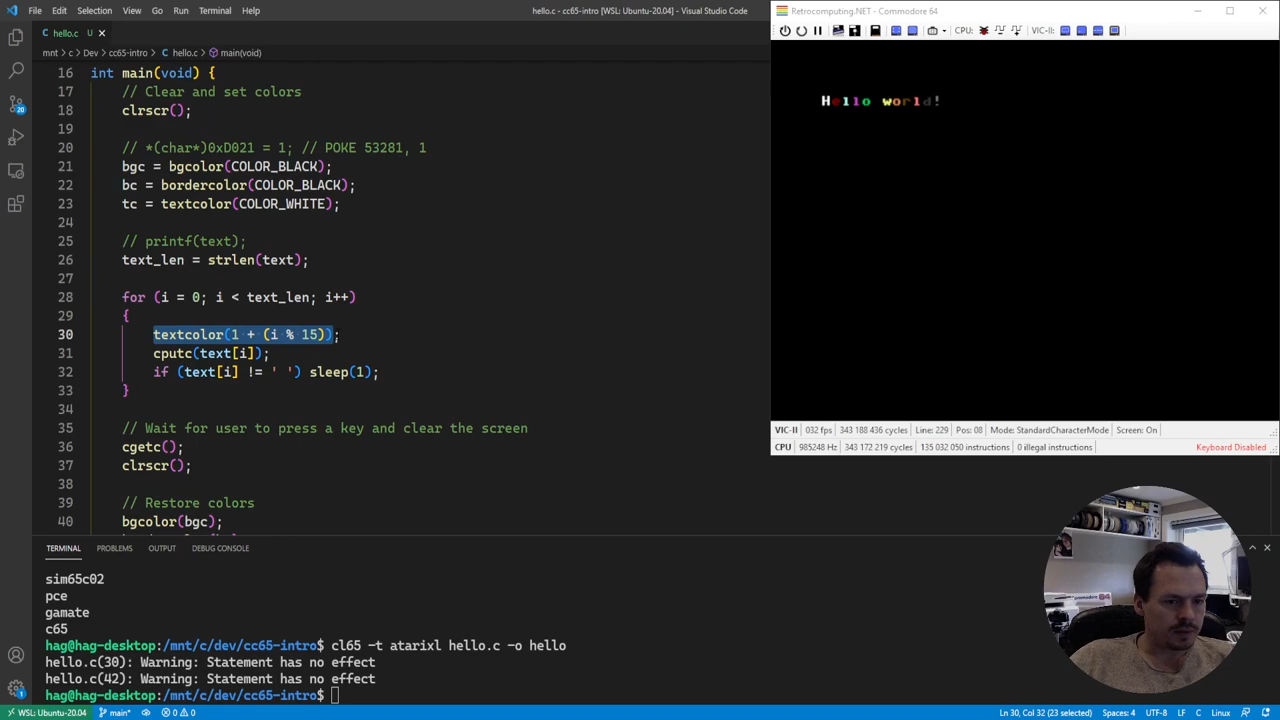 File Edit Selection View Run Terminal Help
hello.c - cc65-intro [WSL: Ubuntu-20.04] - Visual Studio Code
hello.c U
mnt > c > Dev > cc65-intro > hello.c > main(void)
16 int main(void) {
17 // Clear and set colors
18 clrscr();
19
20 // *(char*)0xD021 = 1; // POKE 53281, 1
21 bgc = bgcolor(COLOR_BLACK);
22 bc = bordercolor(COLOR_BLACK);
23 tc = textcolor(COLOR_WHITE);
24
25 // printf(text);
26 text_len = strlen(text);
27
28 for (i = 0; i < text_len; i++)
29 {
30 textcolor(1 + (i % 15));
31 cputc(text[i]);
32 if (text[i] != ' ') sleep(1);
33 }
34
35 // Wait for user to press a key and clear the screen
36 cgetc();
37 clrscr();
38
39 // Restore colors
40 bgcolor(bgc);
Retrocomputing.NET - Commodore 64
CPU: VIC-II:
Hello world!
VIC-II 032 fps 343 188 436 cycles Line: 229 Pos: 08 Mode: StandardCharacterMode Screen: On
CPU 985248 Hz 343 172 219 cycles 135 032 050 instructions 0 illegal instructions Keyboard Disabled
TERMINAL PROBLEMS OUTPUT DEBUG CONSOLE
sim65c02
pce
gamate
c65
hag@hag-desktop:/mnt/c/dev/cc65-intro$ cl65 -t atarixl hello.c -o hello
hello.c(30): Warning: Statement has no effect
hello.c(42): Warning: Statement has no effect
hag@hag-desktop:/mnt/c/dev/cc65-intro$
20
1
WSL: Ubuntu-20.04 main* 0 0 Ln 30, Col 32 (23 selected) Spaces: 4 UTF-8 LF C Linux